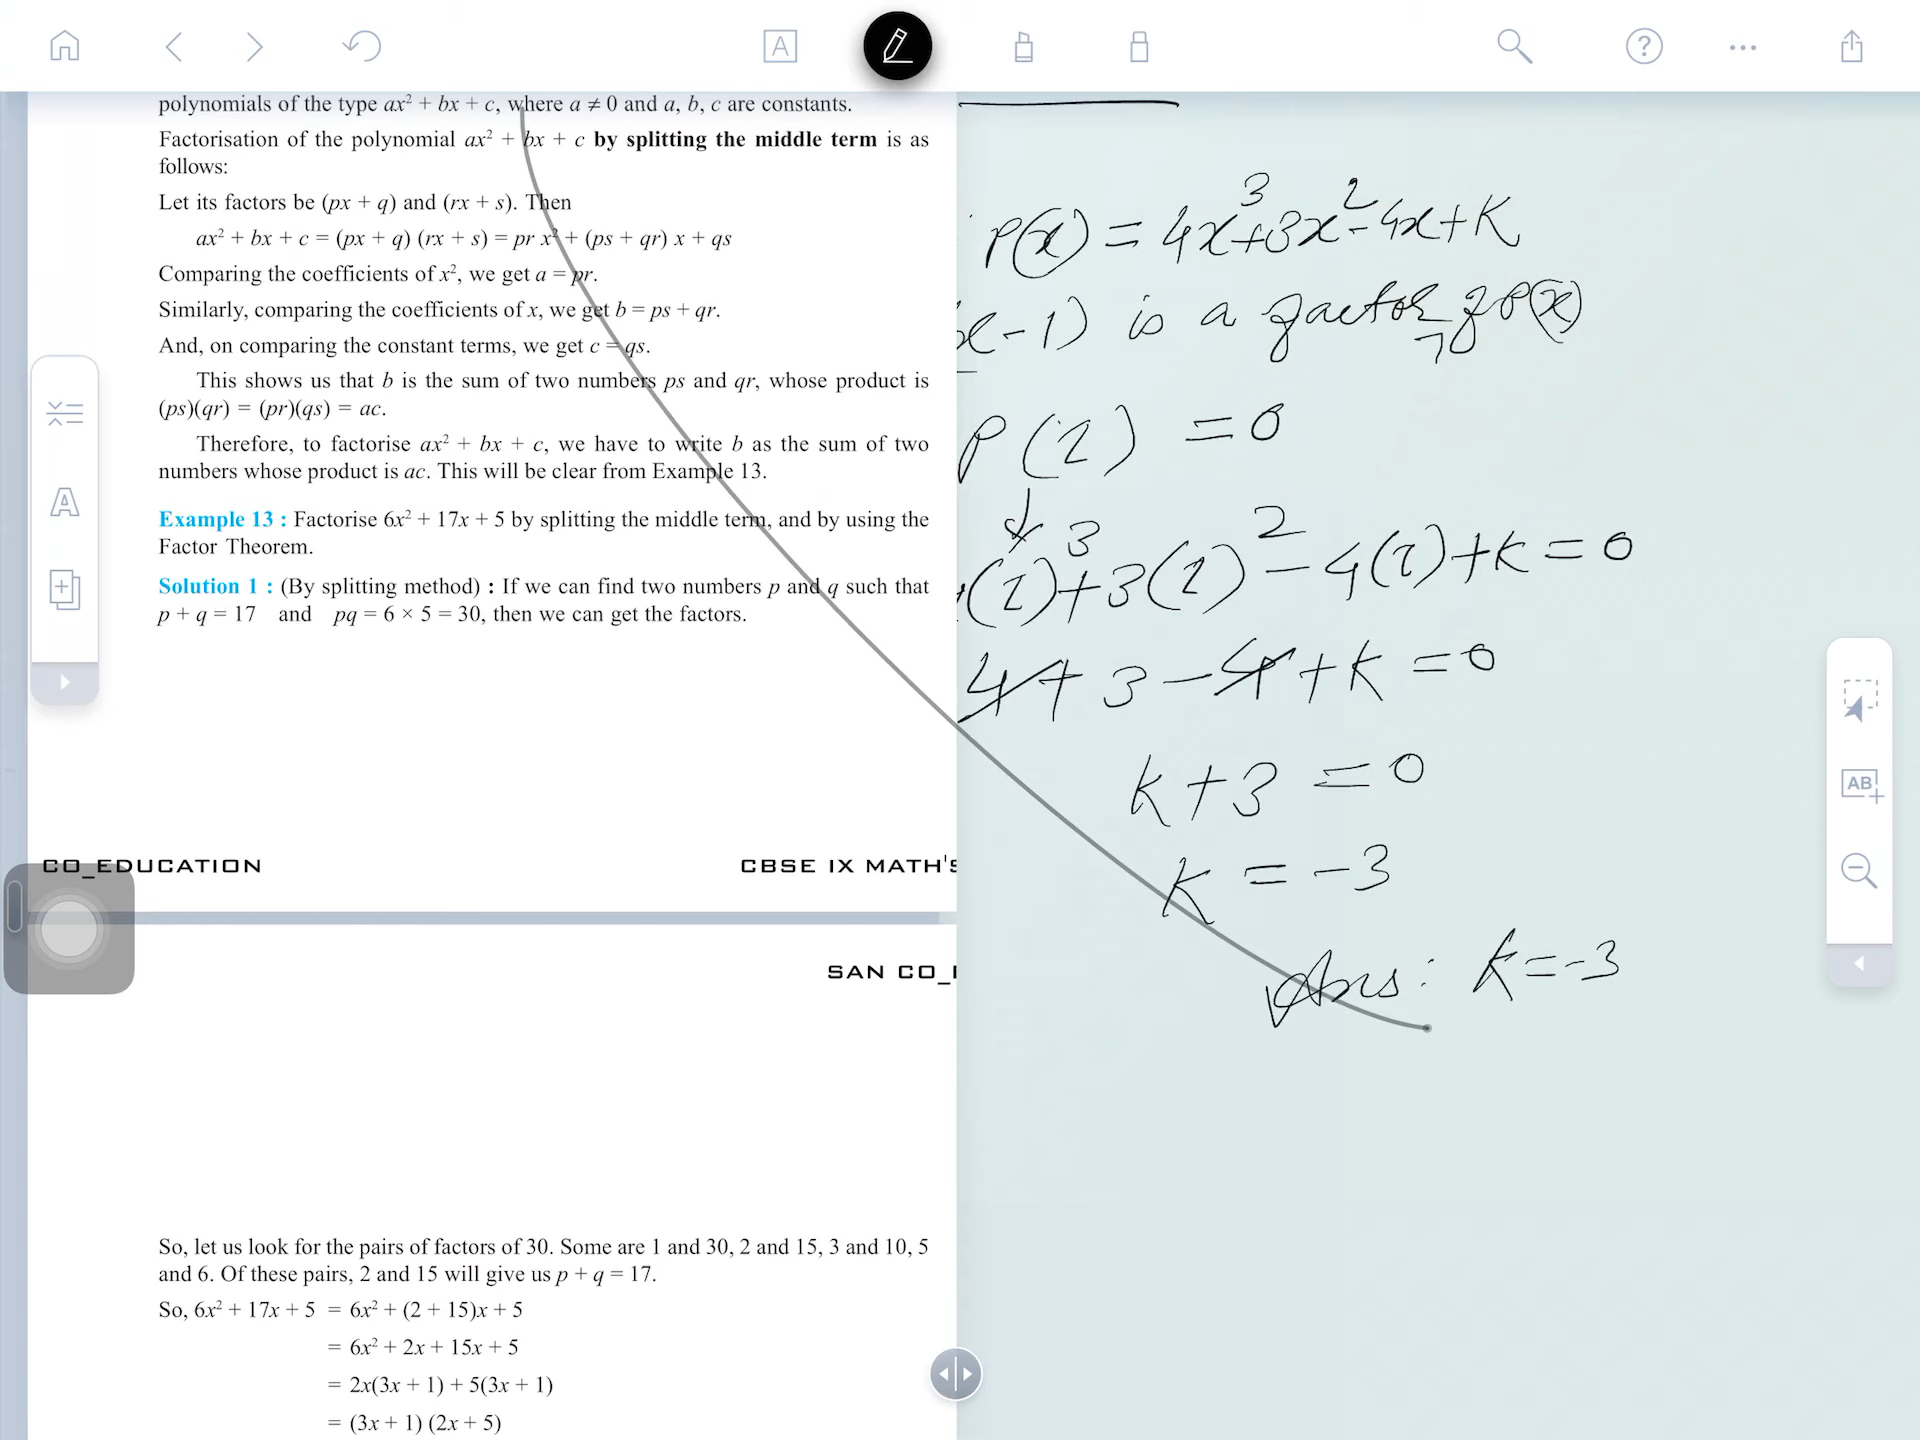 polynomials of the type ax² + bx + c, where a ≠ 0 and a, b, c are constants.
Factorisation of the polynomial ax² + bx + c by splitting the middle term is as
follows:
Let its factors be (px + q) and (rx + s). Then
ax² + bx + c = (px + q) (rx + s) = pr x² + (ps + qr) x + qs
Comparing the coefficients of x², we get a = pr.
Similarly, comparing the coefficients of x, we get b = ps + qr.
And, on comparing the constant terms, we get c = qs.
This shows us that b is the sum of two numbers ps and qr, whose product is
(ps)(qr) = (pr)(qs) = ac.
Therefore, to factorise ax² + bx + c, we have to write b as the sum of two
numbers whose product is ac. This will be clear from Example 13.
Example 13 : Factorise 6x² + 17x + 5 by splitting the middle term, and by using the
Factor Theorem.
Solution 1 : (By splitting method) : If we can find two numbers p and q such that
p + q = 17 and pq = 6 × 5 = 30, then we can get the factors.
CO_EDUCATION
CBSE IX MATH'S
SAN CO_
So, let us look for the pairs of factors of 30. Some are 1 and 30, 2 and 15, 3 and 10, 5
and 6. Of these pairs, 2 and 15 will give us p + q = 17.
So, 6x² + 17x + 5 = 6x² + (2 + 15)x + 5
= 6x² + 2x + 15x + 5
= 2x(3x + 1) + 5(3x + 1)
= (3x + 1) (2x + 5)
P(x) = 4x³+3x²-4x+K
x-1) is a factor of P(x)
P(1) = 0
(1)³+3(1)²-4(1)+k=0
4+3-4+k=0
k+3=0
k=-3
Ans: k=-3